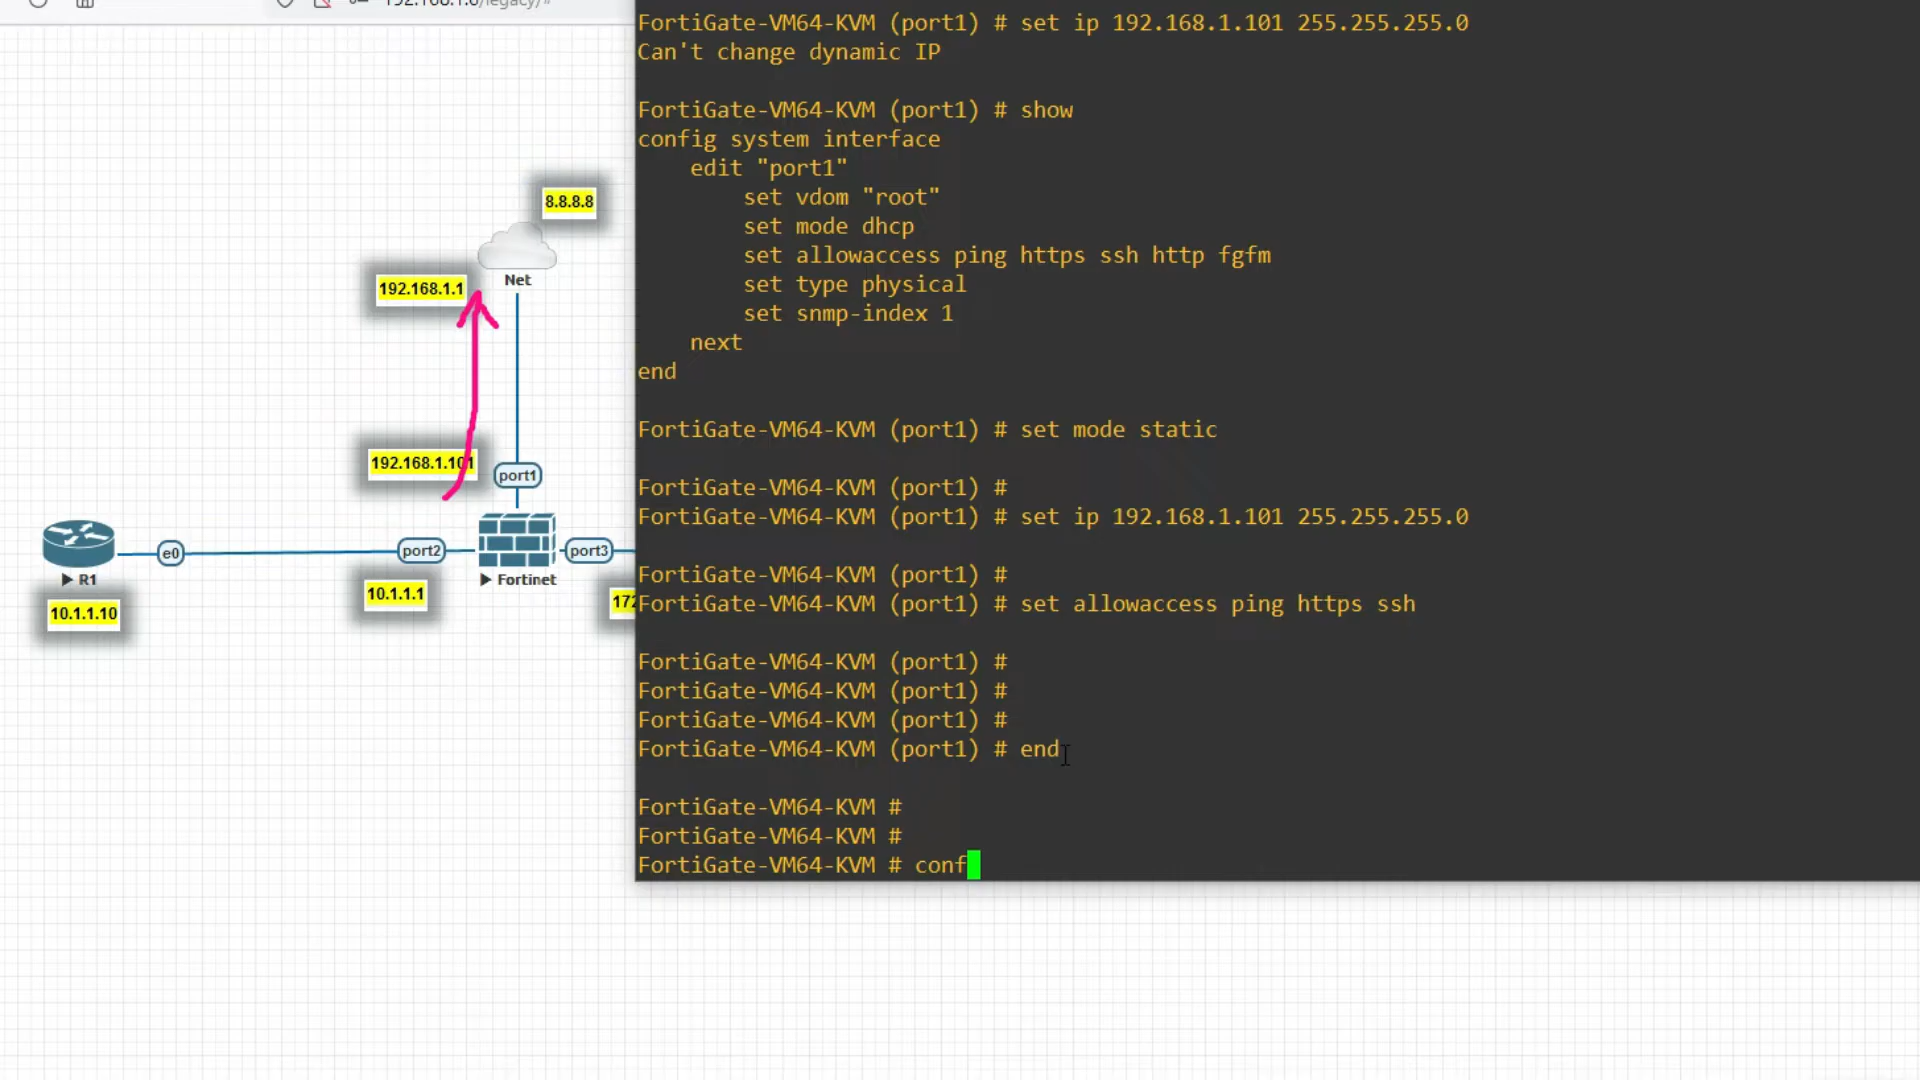 192.168.1.6/legacy/#
8.8.8.8
Net
192.168.1.1
192.168.1.101
port1
e0
port2
port3
R1
Fortinet
10.1.1.1
172
10.1.1.10
FortiGate-VM64-KVM (port1) # set ip 192.168.1.101 255.255.255.0
Can't change dynamic IP
FortiGate-VM64-KVM (port1) # show
config system interface
edit "port1"
set vdom "root"
set mode dhcp
set allowaccess ping https ssh http fgfm
set type physical
set snmp-index 1
next
end
FortiGate-VM64-KVM (port1) # set mode static
FortiGate-VM64-KVM (port1) #
FortiGate-VM64-KVM (port1) # set ip 192.168.1.101 255.255.255.0
FortiGate-VM64-KVM (port1) #
FortiGate-VM64-KVM (port1) # set allowaccess ping https ssh
FortiGate-VM64-KVM (port1) #
FortiGate-VM64-KVM (port1) #
FortiGate-VM64-KVM (port1) #
FortiGate-VM64-KVM (port1) # end
FortiGate-VM64-KVM #
FortiGate-VM64-KVM #
FortiGate-VM64-KVM # conf